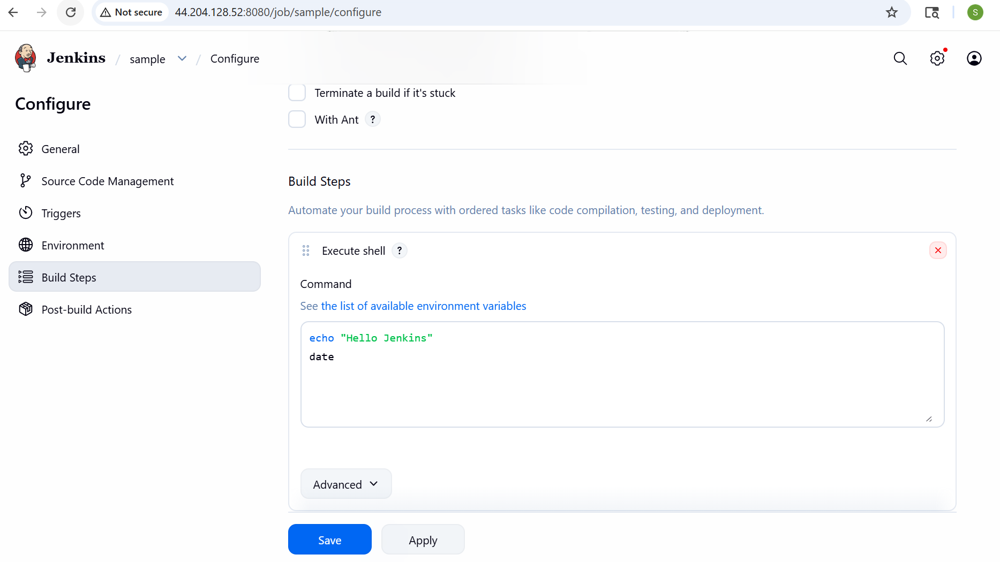 Not secure
44.204.128.52:8080/job/sample/configure
S
Jenkins / sample / Configure
Configure
General
Source Code Management
Triggers
Environment
Build Steps
Post-build Actions
Terminate a build if it's stuck
With Ant ?
Build Steps
Automate your build process with ordered tasks like code compilation, testing, and deployment.
Execute shell ?
Command
See the list of available environment variables
echo "Hello Jenkins"
date
Advanced
Save
Apply